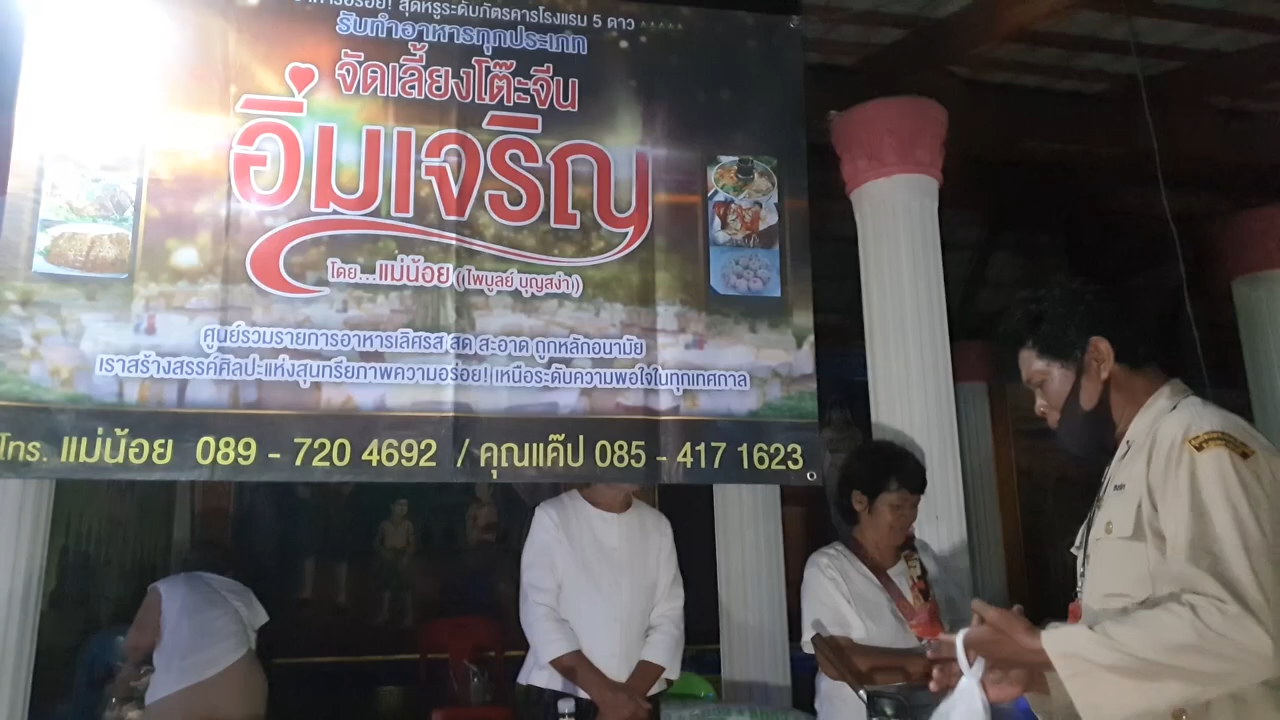 อาหารอร่อย! สุดหรูระดับภัตรคารโรงแรม 5 ดาว
รับทำอาหารทุกประเภท
จัดเลี้ยงโต๊ะจีน
อิ่มเจริญ
โดย...แม่น้อย (ไพบูลย์ บุญสง่า)
ศูนย์รวมรายการอาหารเลิศรส สด สะอาด ถูกหลักอนามัย
เราสร้างสรรค์ศิลปะแห่งสุนทรียภาพความอร่อย! เหนือระดับความพอใจในทุกเทศกาล
โทร. แม่น้อย 089 - 720 4692 / คุณแค๊ป 085 - 417 1623